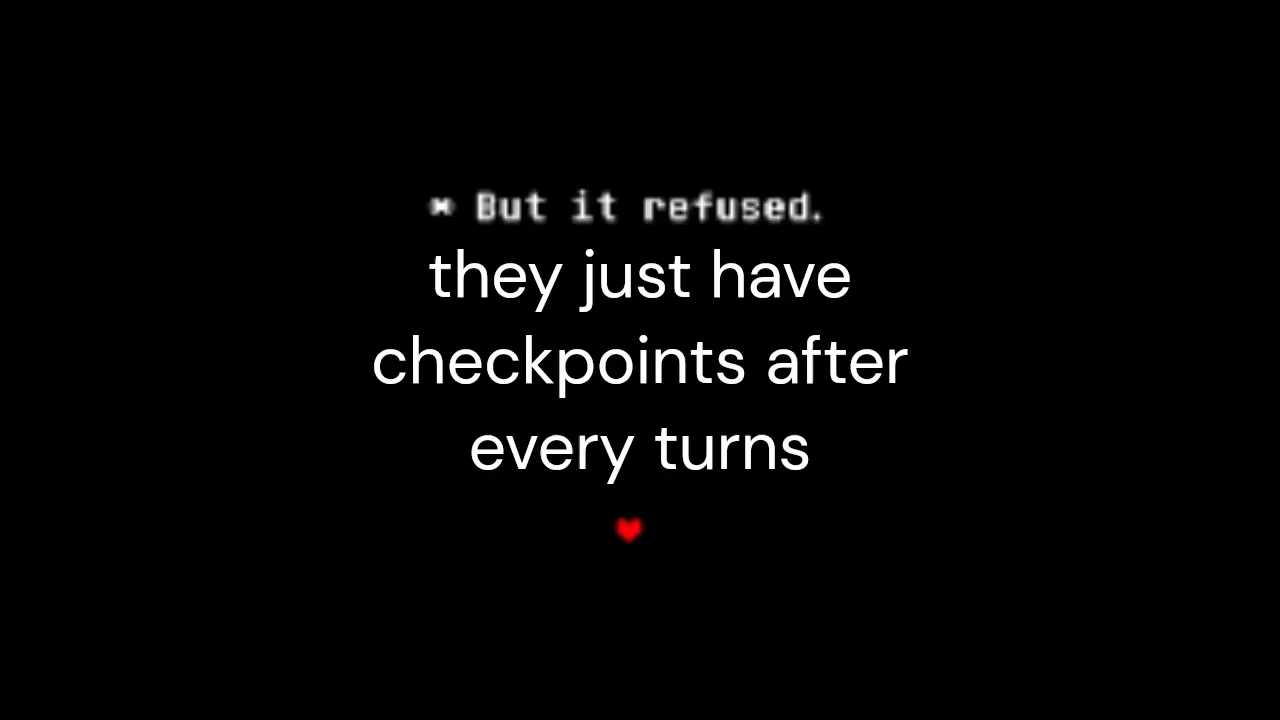 * But it refused.
they just have
checkpoints after
every turns